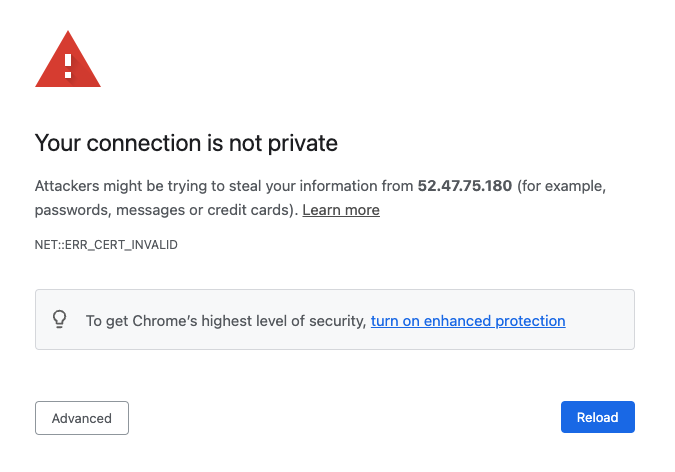 Your connection is not private
Attackers might be trying to steal your information from 52.47.75.180 (for example,
passwords, messages or credit cards). Learn more
NET::ERR_CERT_INVALID
To get Chrome’s highest level of security, turn on enhanced protection
Advanced
Reload